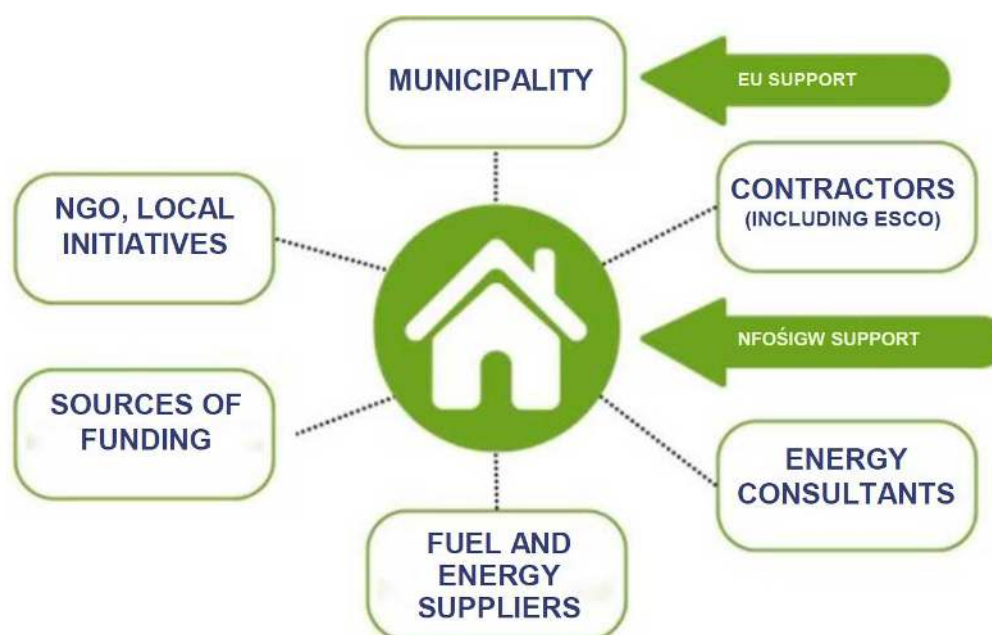 MUNICIPALITY
EU SUPPORT
CONTRACTORS
(INCLUDING ESCO)
NGO, LOCAL
INITIATIVES
NFOŚIGW SUPPORT
SOURCES OF
FUNDING
ENERGY
CONSULTANTS
FUEL AND
ENERGY
SUPPLIERS